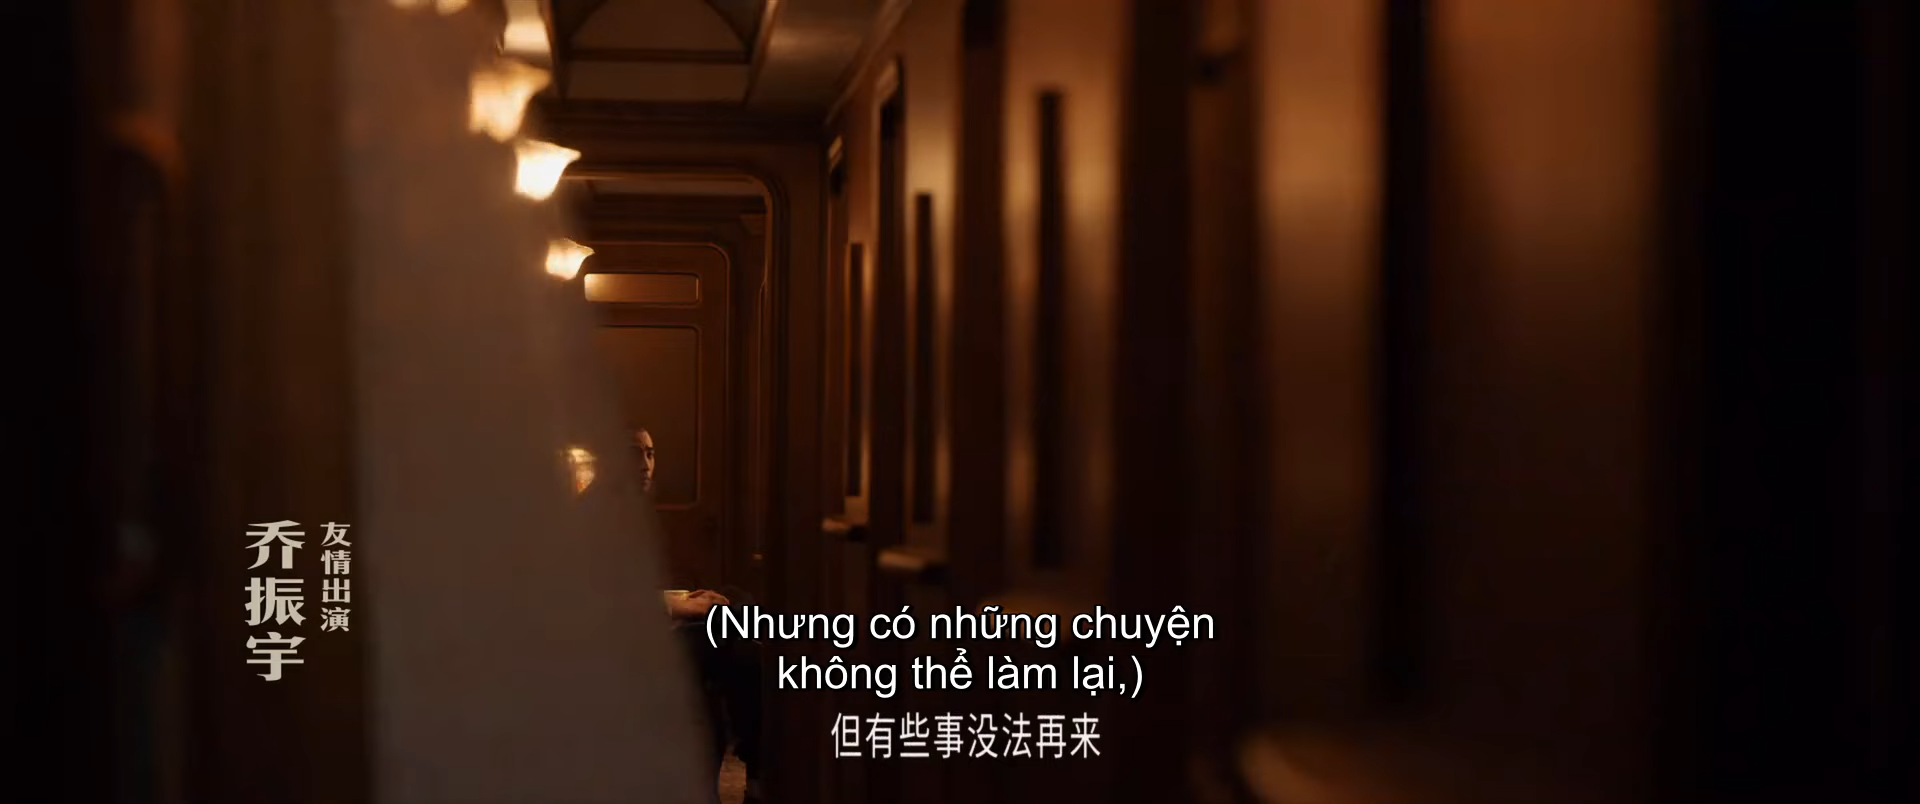 友情出演
乔振宇
(Nhưng có những chuyện
không thể làm lại,)
但有些事没法再来